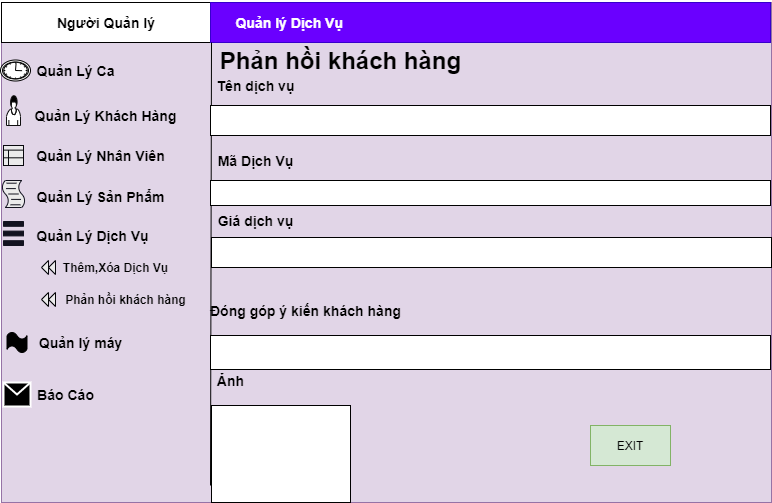 Người Quản lý
Quản lý Dịch Vụ
Quản Lý Ca
Quản Lý Khách Hàng
Quản Lý Nhân Viên
Quản Lý Sản Phẩm
Quản Lý Dịch Vụ
Thêm,Xóa Dịch Vụ
Phản hồi khách hàng
Quản lý máy
Báo Cáo
Phản hồi khách hàng
Tên dịch vụ
Mã Dịch Vụ
Giá dịch vụ
Đóng góp ý kiến khách hàng
Ảnh
EXIT